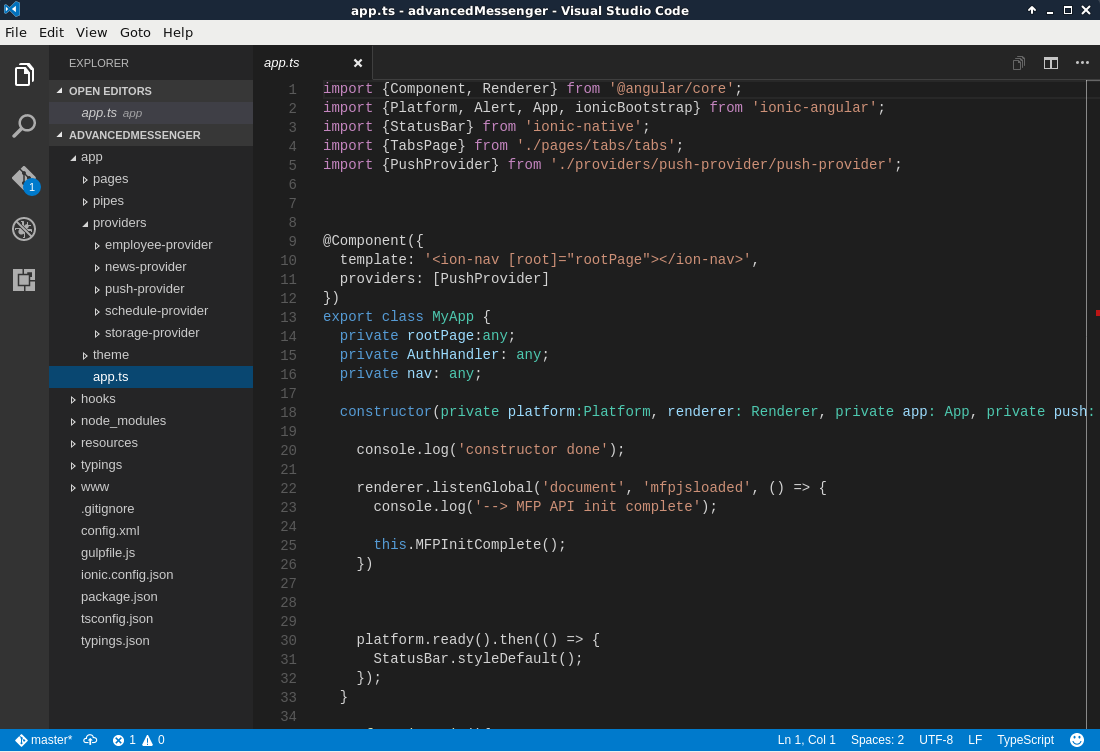 app.ts - advancedMessenger - Visual Studio Code
File Edit View Goto Help
EXPLORER
OPEN EDITORS
app.ts app
ADVANCEDMESSENGER
app
pages
pipes
providers
employee-provider
news-provider
push-provider
schedule-provider
storage-provider
theme
app.ts
hooks
node_modules
resources
typings
www
.gitignore
config.xml
gulpfile.js
ionic.config.json
package.json
tsconfig.json
typings.json
1
app.ts
1 import {Component, Renderer} from '@angular/core';
2 import {Platform, Alert, App, ionicBootstrap} from 'ionic-angular';
3 import {StatusBar} from 'ionic-native';
4 import {TabsPage} from './pages/tabs/tabs';
5 import {PushProvider} from './providers/push-provider/push-provider';
6
7
8
9 @Component({
10   template: '<ion-nav [root]="rootPage"></ion-nav>',
11   providers: [PushProvider]
12 })
13 export class MyApp {
14   private rootPage:any;
15   private AuthHandler: any;
16   private nav: any;
17
18   constructor(private platform:Platform, renderer: Renderer, private app: App, private push:
19
20     console.log('constructor done');
21
22     renderer.listenGlobal('document', 'mfpjsloaded', () => {
23       console.log('--> MFP API init complete');
24
25       this.MFPInitComplete();
26     })
27
28
29
30     platform.ready().then(() => {
31       StatusBar.styleDefault();
32     });
33   }
34
master* 1 0 Ln 1, Col 1 Spaces: 2 UTF-8 LF TypeScript